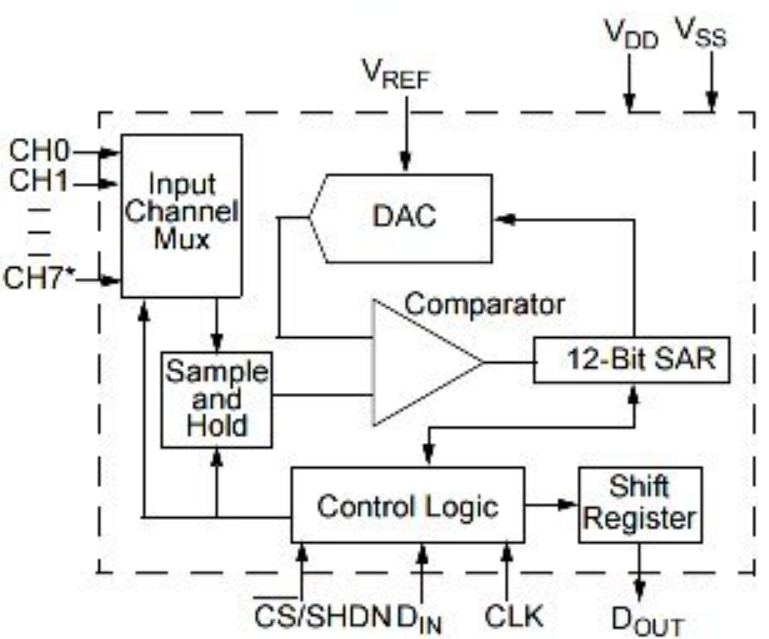 VDD VSS
VREF
CH0
CH1
CH7*
Input
Channel
Mux
DAC
Comparator
12-Bit SAR
Sample
and
Hold
Control Logic
Shift
Register
CS/SHDN DIN CLK DOUT